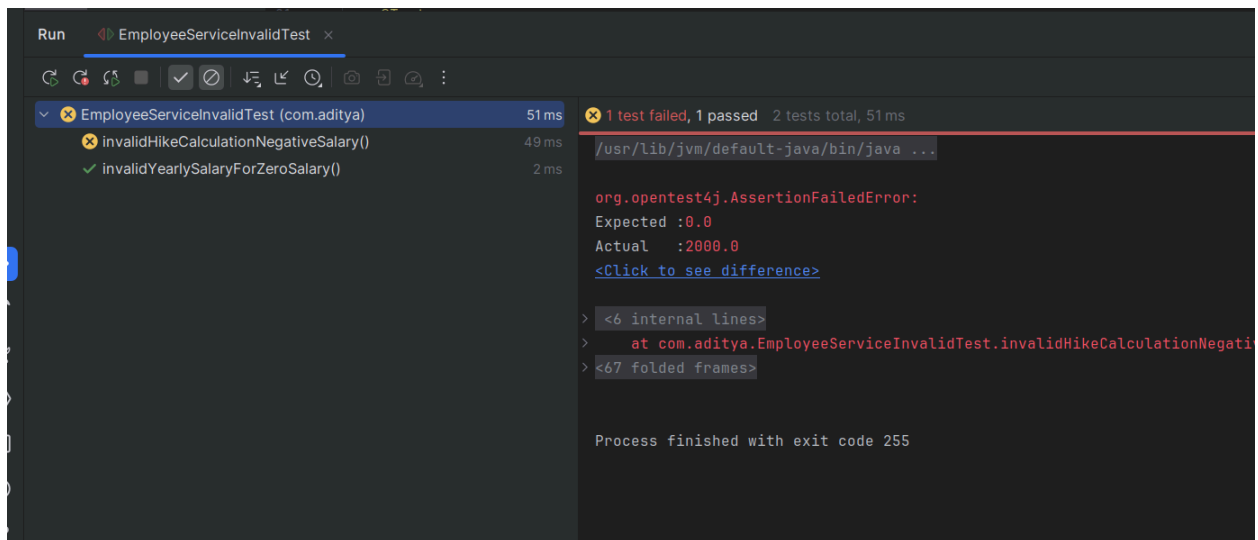 Run EmployeeServiceInvalidTest ×
EmployeeServiceInvalidTest (com.aditya) 51 ms
invalidHikeCalculationNegativeSalary() 49 ms
invalidYearlySalaryForZeroSalary() 2 ms
1 test failed, 1 passed 2 tests total, 51 ms
/usr/lib/jvm/default-java/bin/java ...
org.opentest4j.AssertionFailedError:
Expected :0.0
Actual :2000.0
<Click to see difference>
<6 internal lines>
at com.aditya.EmployeeServiceInvalidTest.invalidHikeCalculationNegati
<67 folded frames>
Process finished with exit code 255